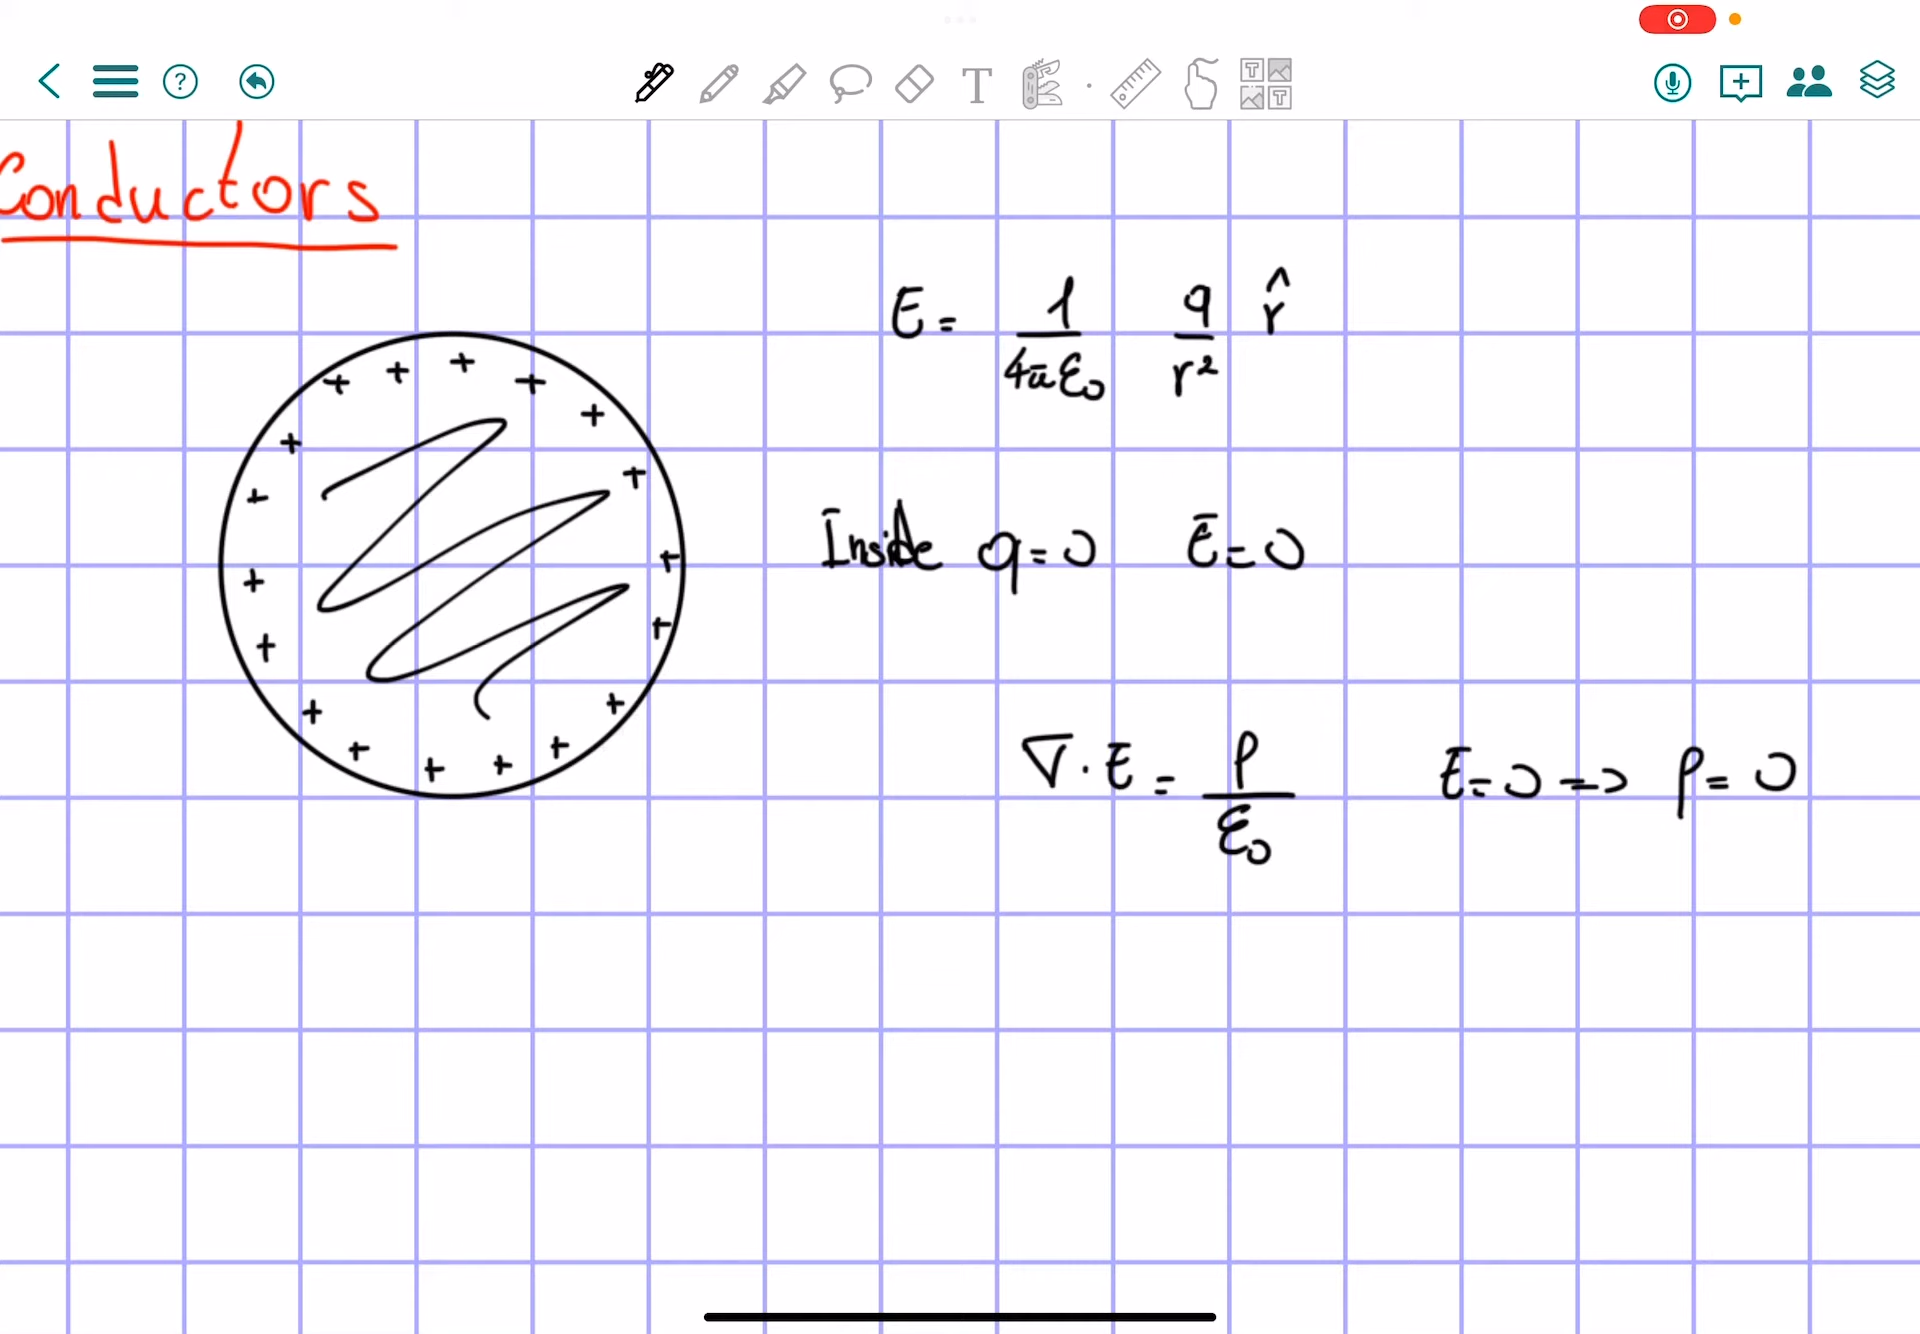 Conductors
E = 1/4πε₀ q/r² r̂
Inside q=0 E=0
∇·E = ρ/ε₀ E=0 => ρ=0